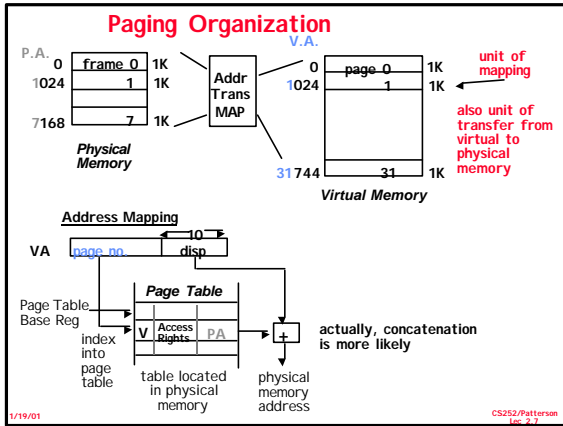 Paging Organization
P.A.
V.A.
0 frame 0 1K
1024 1 1K
7168 7 1K
Physical
Memory
Addr
Trans
MAP
0 page 0 1K
1024 1 1K
31744 31 1K
Virtual Memory
unit of
mapping
also unit of
transfer from
virtual to
physical
memory
Address Mapping
10
VA page no. disp
Page Table
Page Table
Base Reg
V Access
Rights PA
+
index
into
page
table
table located
in physical
memory
physical
memory
address
actually, concatenation
is more likely
1/19/01
CS252/Patterson
Lec 2.7